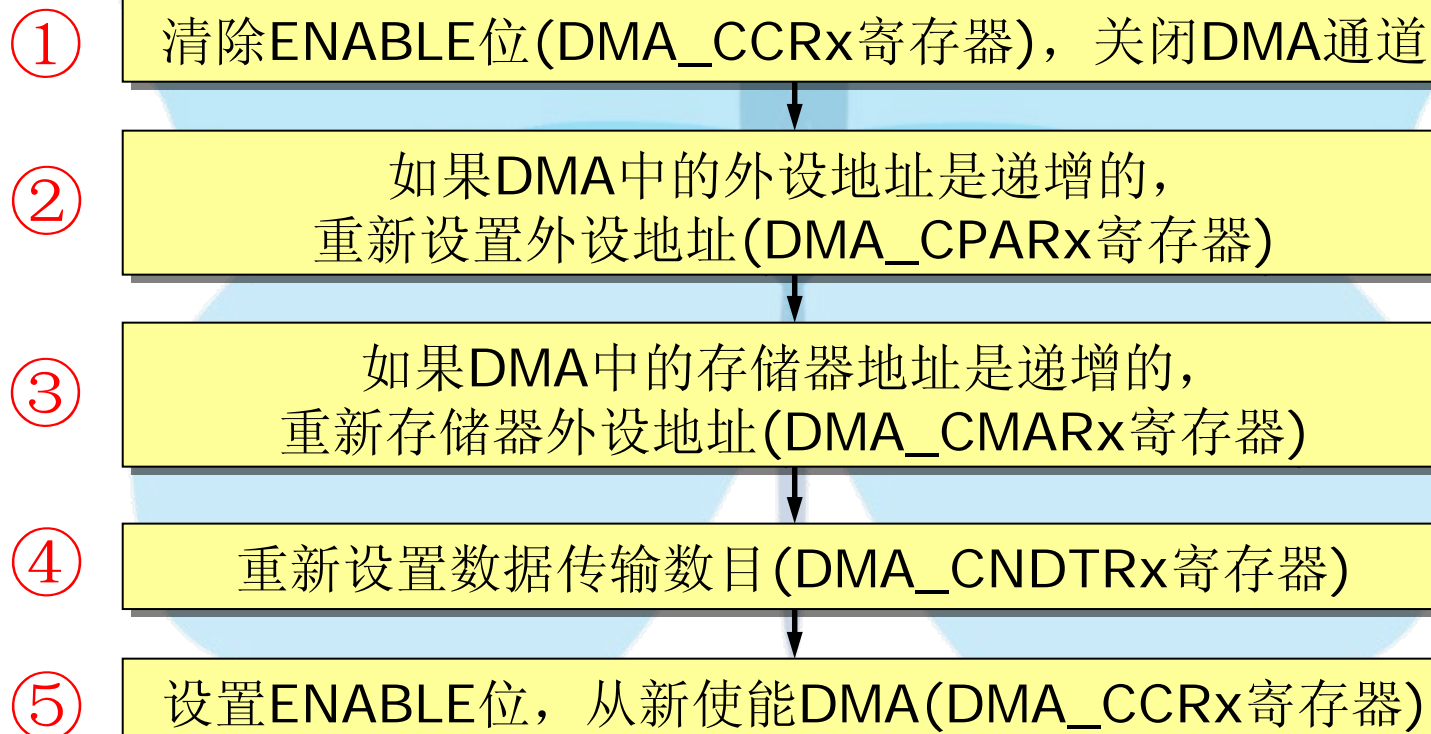 ① 清除ENABLE位(DMA_CCRx寄存器)，关闭DMA通道
② 如果DMA中的外设地址是递增的，
重新设置外设地址(DMA_CPARx寄存器)
③ 如果DMA中的存储器地址是递增的，
重新存储器外设地址(DMA_CMARx寄存器)
④ 重新设置数据传输数目(DMA_CNDTRx寄存器)
⑤ 设置ENABLE位，从新使能DMA(DMA_CCRx寄存器)